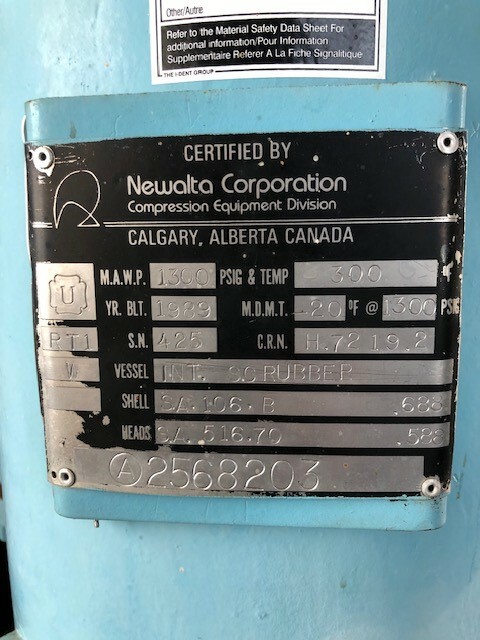 Other/Autre
Refer to the Material Safety Data Sheet For
additional information/Pour Information
Supplementaire Referer A La Fiche Signalitique
THE I-DENT GROUP
CERTIFIED BY
Newalta Corporation
Compression Equipment Division
CALGARY, ALBERTA CANADA
U M.A.W.P. 1300 PSIG & TEMP 300 °F
YR. BLT. 1989 M.D.M.T. -20 °F @ 1300 PSIG
RT1 S.N. 425 C.R.N. H.7219.2
W VESSEL INT. SCRUBBER
SHELL SA.106.B .688
HEADS SA.516.70 .588
A 2568203